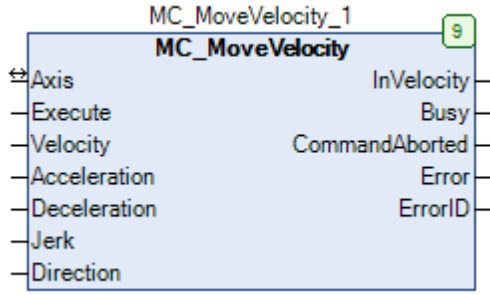 MC_MoveVelocity_1
9
MC_MoveVelocity
Axis InVelocity
Execute Busy
Velocity CommandAborted
Acceleration Error
Deceleration ErrorID
Jerk
Direction